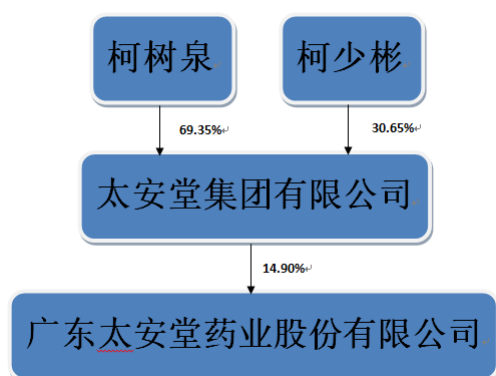 柯树泉
柯少彬
69.35%
30.65%
太安堂集团有限公司
14.90%
广东太安堂药业股份有限公司